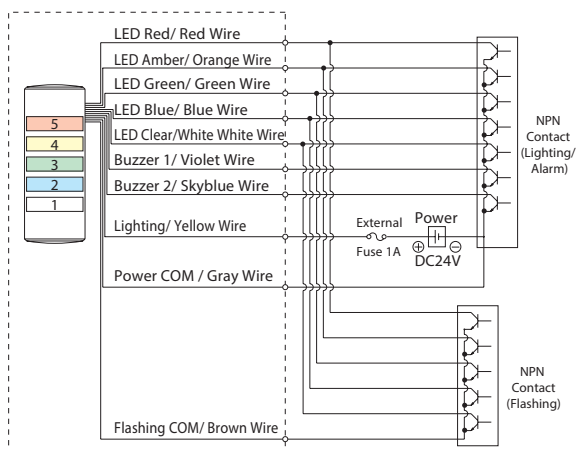 LED Red/ Red Wire
LED Amber/ Orange Wire
LED Green/ Green Wire
LED Blue/ Blue Wire
LED Clear/White White Wire
Buzzer 1/ Violet Wire
Buzzer 2/ Skyblue Wire
Lighting/ Yellow Wire
Power COM / Gray Wire
Flashing COM/ Brown Wire
5
4
3
2
1
External
Fuse 1A
Power
⊕ ⊖
DC24V
NPN
Contact
(Lighting/
Alarm)
NPN
Contact
(Flashing)